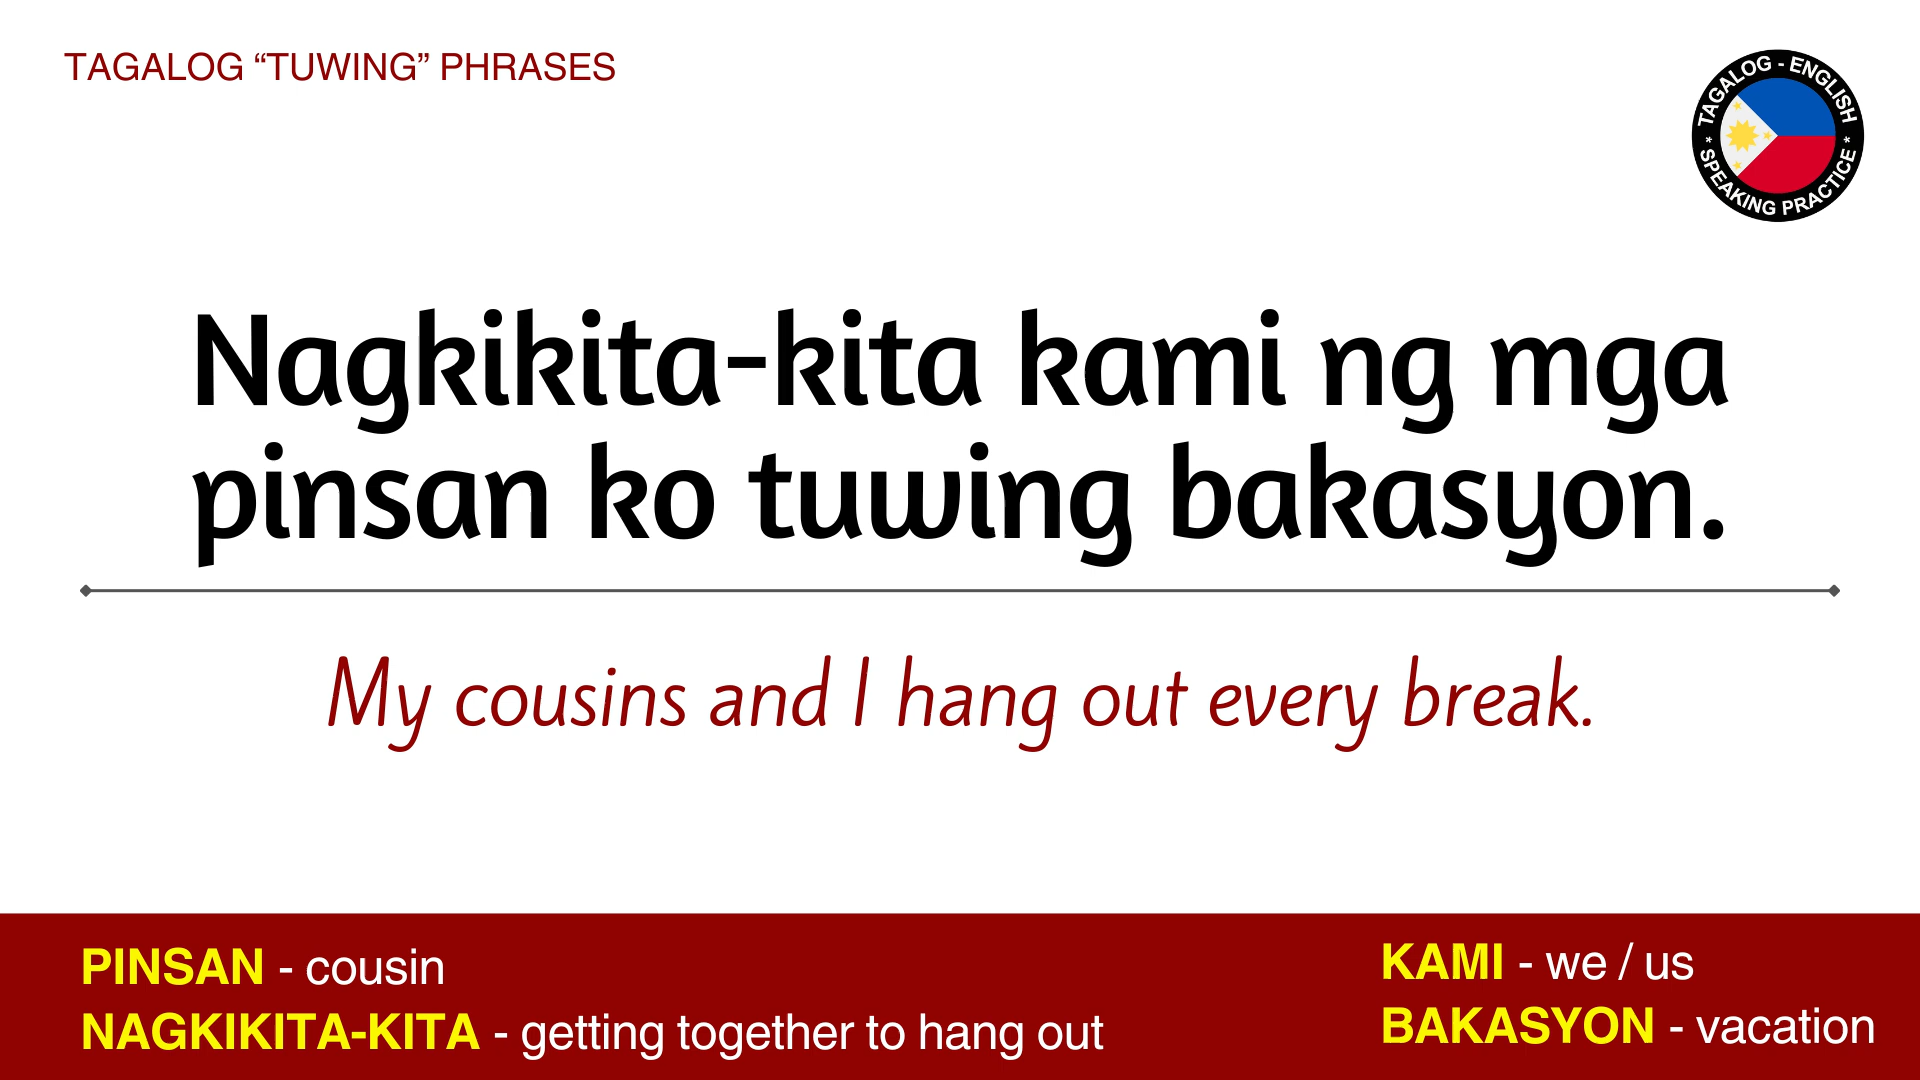 TAGALOG “TUWING” PHRASES
TAGALOG - ENGLISH
* SPEAKING PRACTICE *
Nagkikita-kita kami ng mga
pinsan ko tuwing bakasyon.
My cousins and I hang out every break.
PINSAN - cousin
NAGKIKITA-KITA - getting together to hang out
KAMI - we / us
BAKASYON - vacation